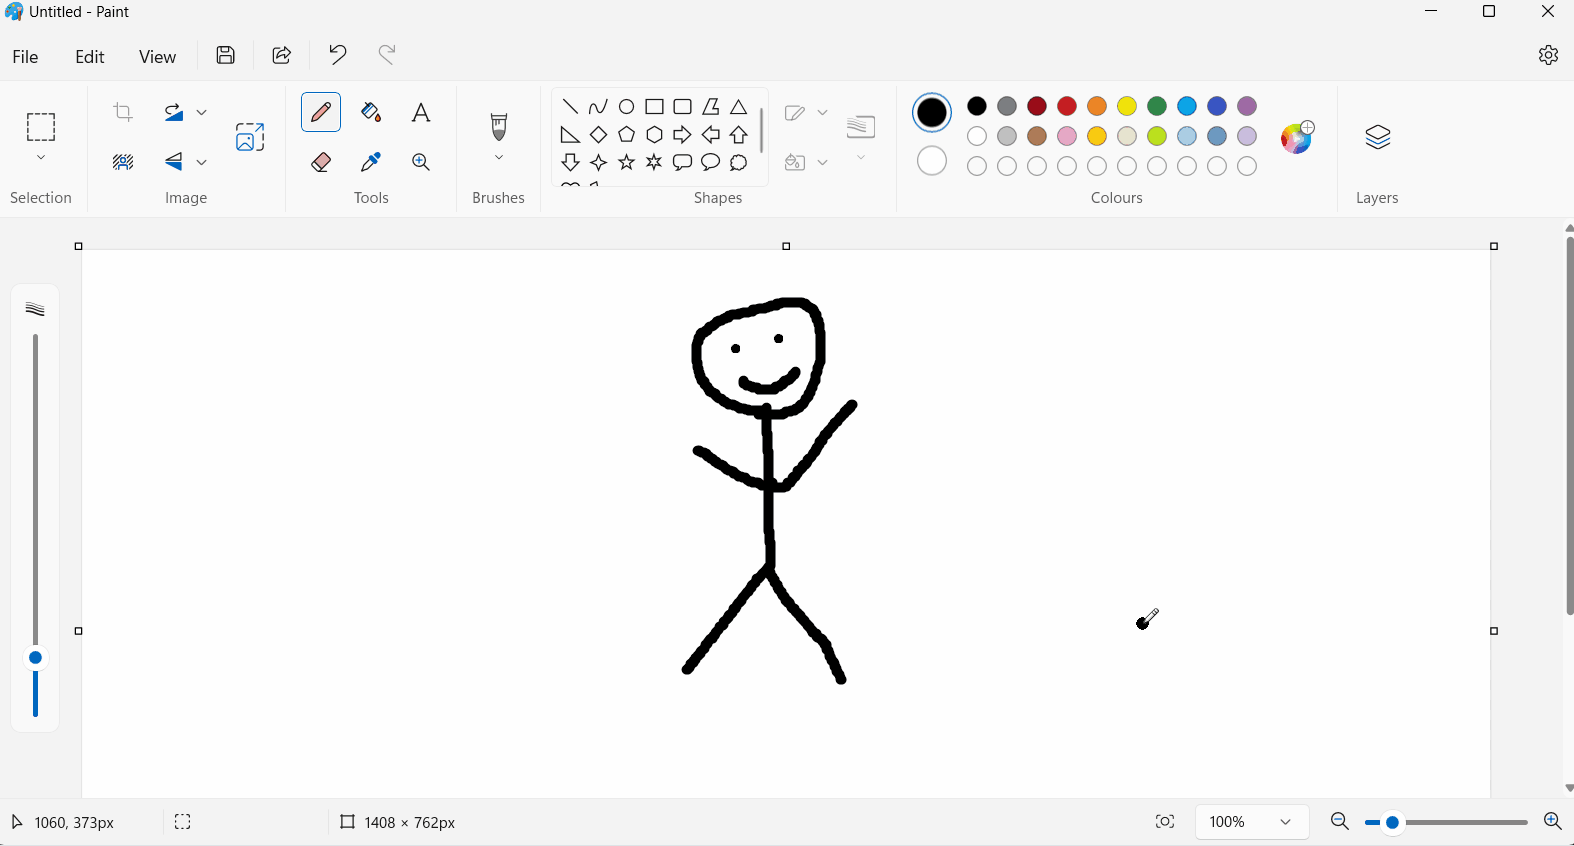 Untitled - Paint
File Edit View
Selection Image Tools Brushes Shapes Colours Layers
1060, 373px 1408 × 762px 100%